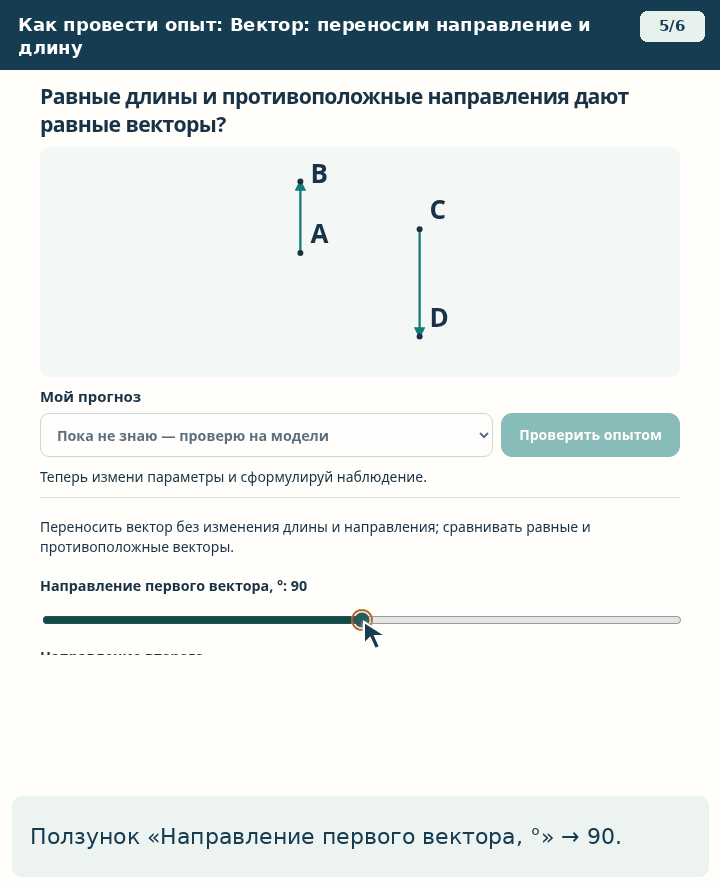 Как провести опыт: Вектор: переносим направление и
длину
5/6
Равные длины и противоположные направления дают
равные векторы?
B
A
C
D
Мой прогноз
Пока не знаю — проверю на модели
Проверить опытом
Теперь измени параметры и сформулируй наблюдение.
Переносить вектор без изменения длины и направления; сравнивать равные и
противоположные векторы.
Направление первого вектора, °: 90
Ползунок «Направление первого вектора, °» → 90.